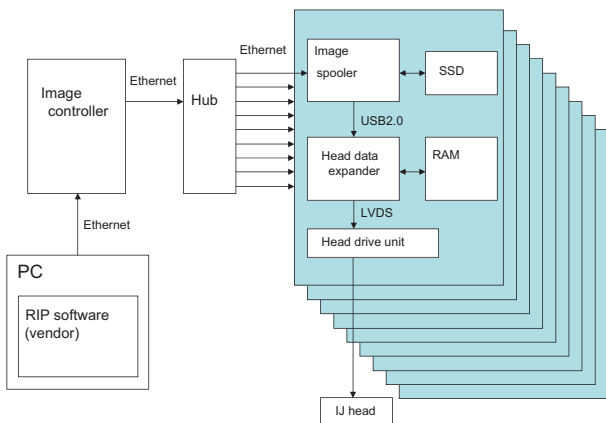 Ethernet
Image
spooler
SSD
Ethernet
Image
controller
Hub
USB2.0
Head data
expander
RAM
LVDS
Ethernet
Head drive unit
PC
RIP software
(vendor)
IJ head